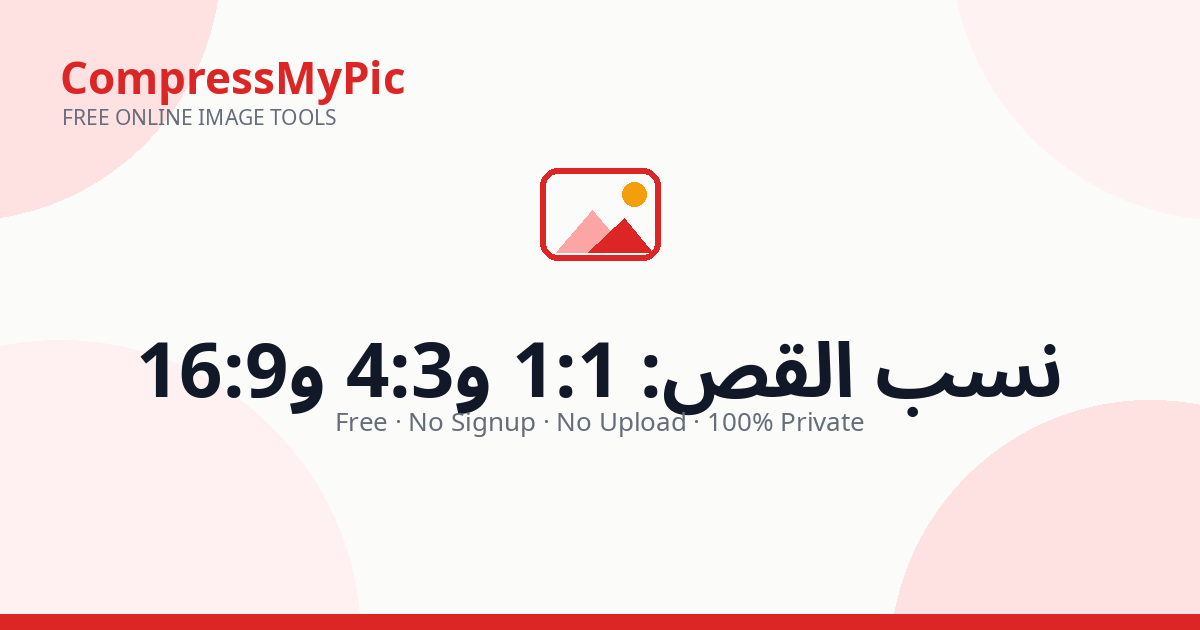 CompressMyPic
FREE ONLINE IMAGE TOOLS
نسب القص: 1:1 و4:3 و16:9
Free · No Signup · No Upload · 100% Private